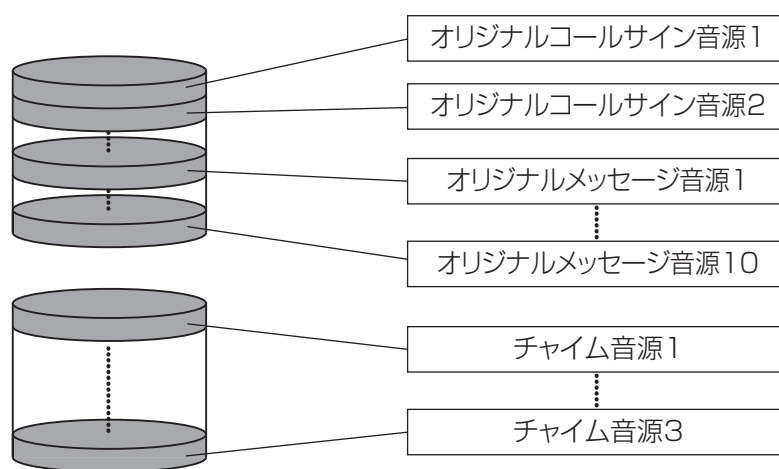 オリジナルコールサイン音源1
オリジナルコールサイン音源2
オリジナルメッセージ音源1
オリジナルメッセージ音源10
チャイム音源1
チャイム音源3